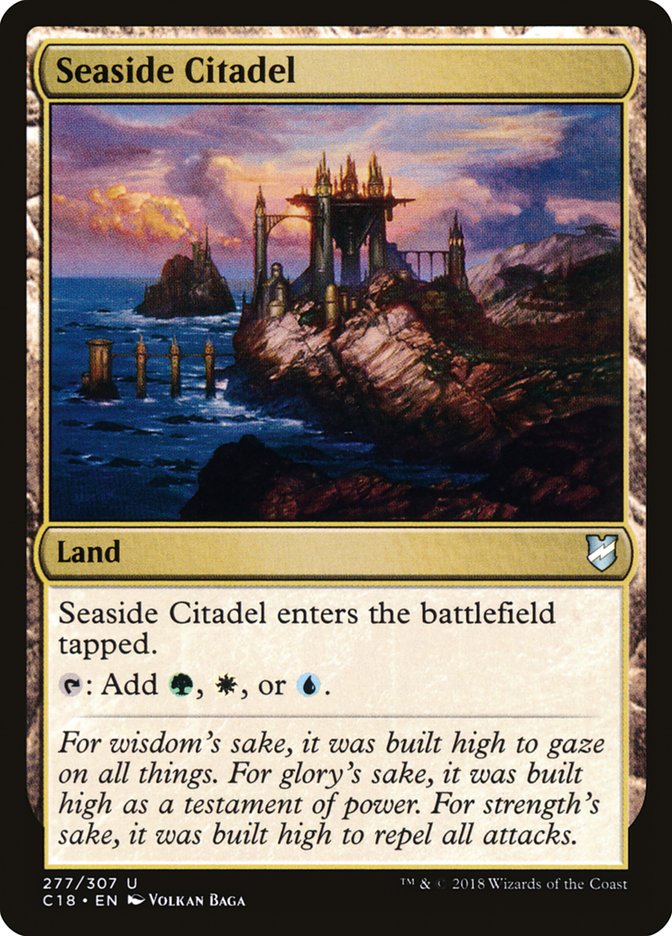 Seaside Citadel
Land
Seaside Citadel enters the battlefield
tapped.
: Add , , or .
For wisdom's sake, it was built high to gaze
on all things. For glory's sake, it was built
high as a testament of power. For strength's
sake, it was built high to repel all attacks.
277/307 U
C18 • EN Volkan Baga
™ & © 2018 Wizards of the Coast